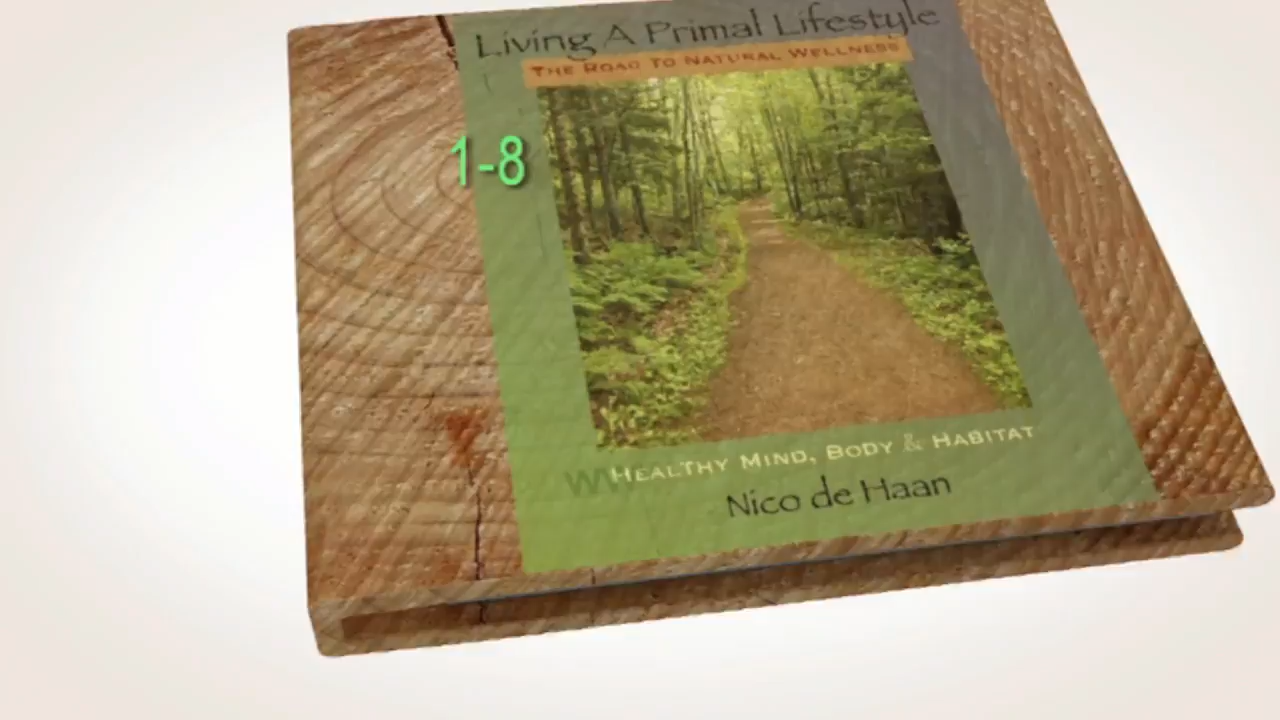 Living A Primal Lifestyle
The Road To Natural Wellness
1-8
Healthy Mind, Body & Habitat
Nico de Haan